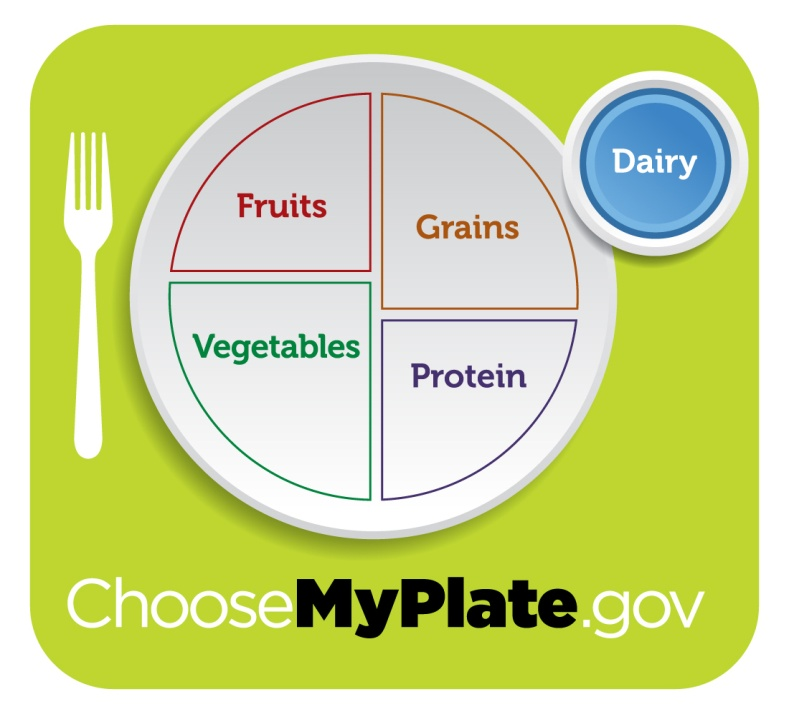 Dairy
Fruits
Grains
Vegetables
Protein
ChooseMyPlate.gov